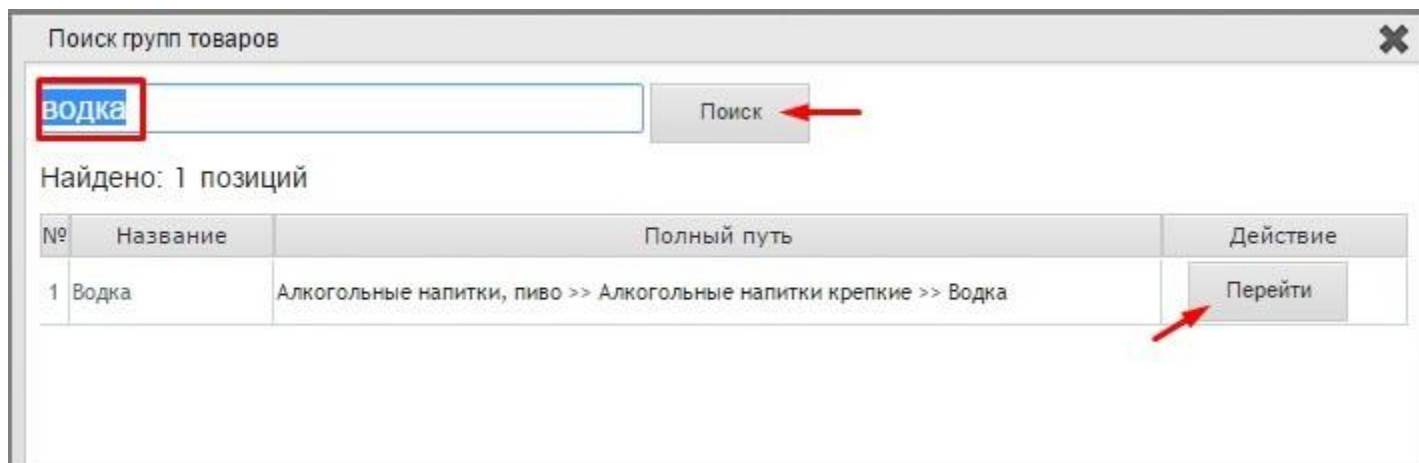 Поиск групп товаров
водка
Поиск
Найдено: 1 позиций
№ Название Полный путь Действие
1 Водка Алкогольные напитки, пиво >> Алкогольные напитки крепкие >> Водка Перейти